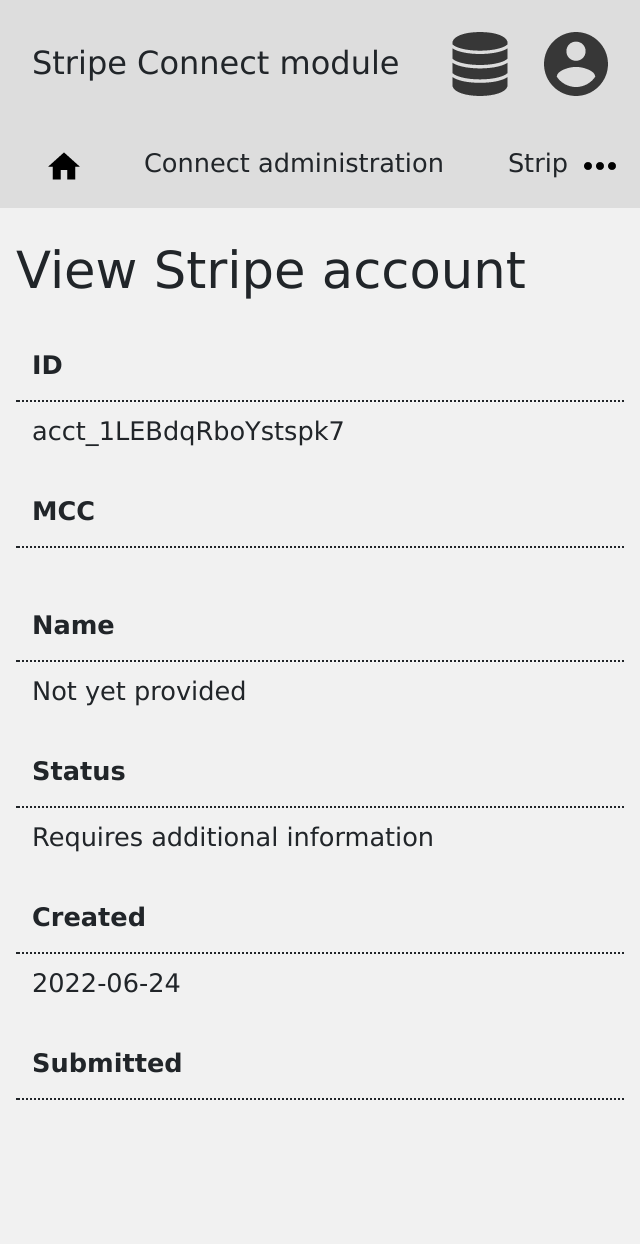 Stripe Connect module
Connect administration Strip
View Stripe account
ID
acct_1LEBdqRboYstspk7
MCC
Name
Not yet provided
Status
Requires additional information
Created
2022-06-24
Submitted